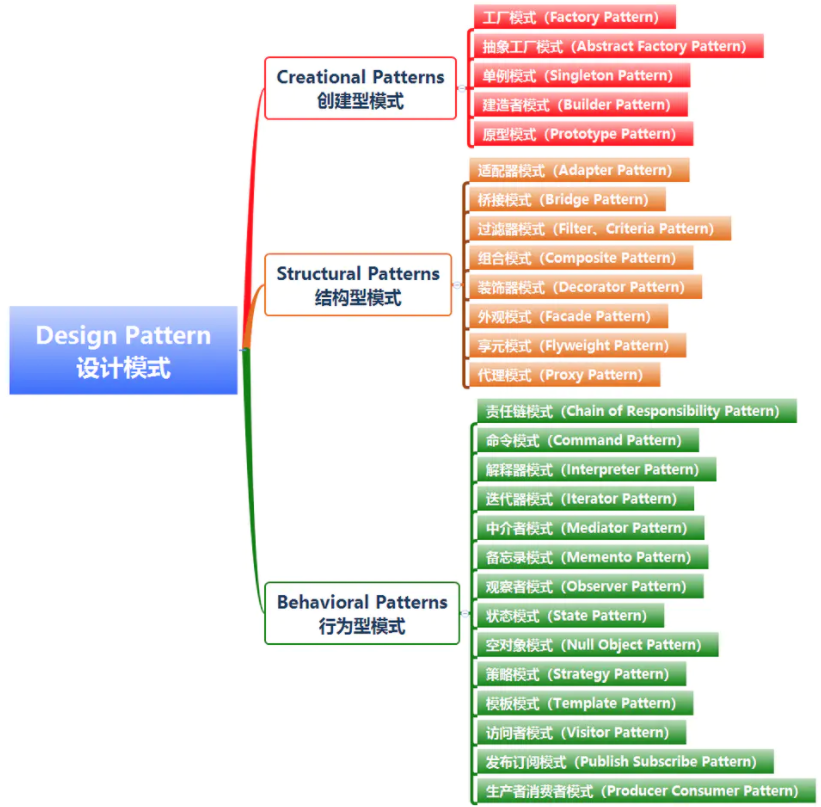 Design Pattern
设计模式
Creational Patterns
创建型模式
工厂模式（Factory Pattern）
抽象工厂模式（Abstract Factory Pattern）
单例模式（Singleton Pattern）
建造者模式（Builder Pattern）
原型模式（Prototype Pattern）
Structural Patterns
结构型模式
适配器模式（Adapter Pattern）
桥接模式（Bridge Pattern）
过滤器模式（Filter、Criteria Pattern）
组合模式（Composite Pattern）
装饰器模式（Decorator Pattern）
外观模式（Facade Pattern）
享元模式（Flyweight Pattern）
代理模式（Proxy Pattern）
Behavioral Patterns
行为型模式
责任链模式（Chain of Responsibility Pattern）
命令模式（Command Pattern）
解释器模式（Interpreter Pattern）
迭代器模式（Iterator Pattern）
中介者模式（Mediator Pattern）
备忘录模式（Memento Pattern）
观察者模式（Observer Pattern）
状态模式（State Pattern）
空对象模式（Null Object Pattern）
策略模式（Strategy Pattern）
模板模式（Template Pattern）
访问者模式（Visitor Pattern）
发布订阅模式（Publish Subscribe Pattern）
生产者消费者模式（Producer Consumer Pattern）